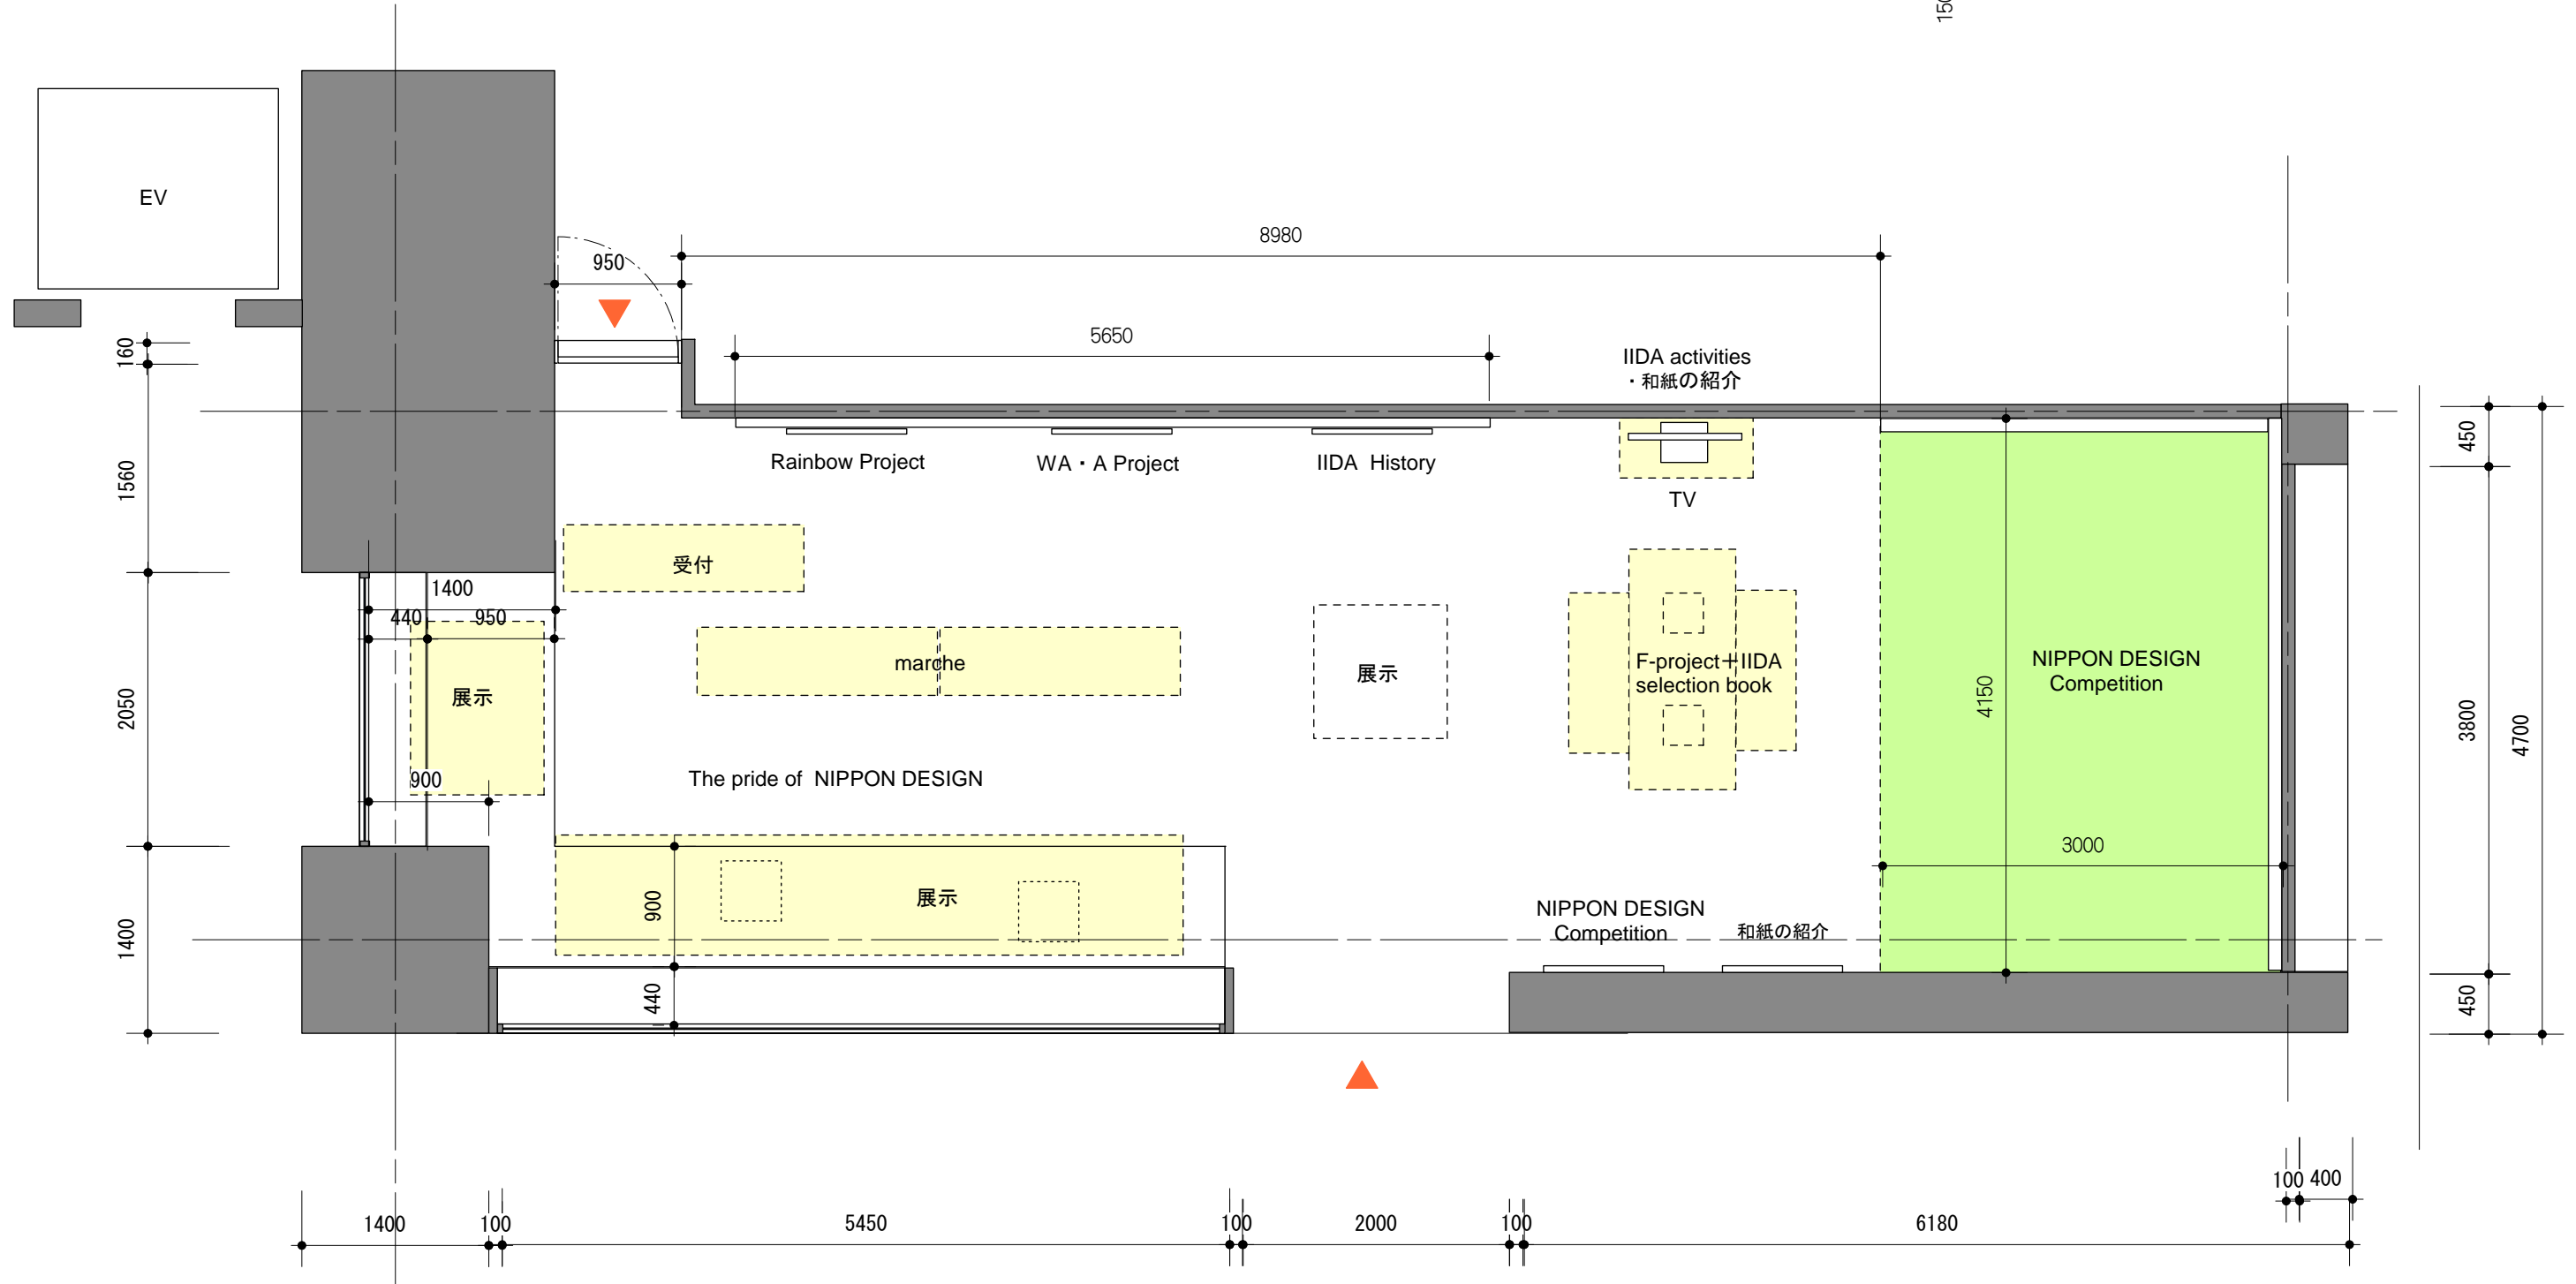 150
EV
8980
950
5650
160
IIDA activities
・和紙の紹介
450
Rainbow Project
WA・A Project
IIDA History
1560
TV
受付
1400
440
950
marche
展示
F-project＋IIDA
selection book
NIPPON DESIGN
Competition
展示
2050
4150
3800
4700
900
The pride of NIPPON DESIGN
3000
900
展示
NIPPON DESIGN
Competition
和紙の紹介
1400
440
450
100
400
1400
100
5450
100
2000
100
6180